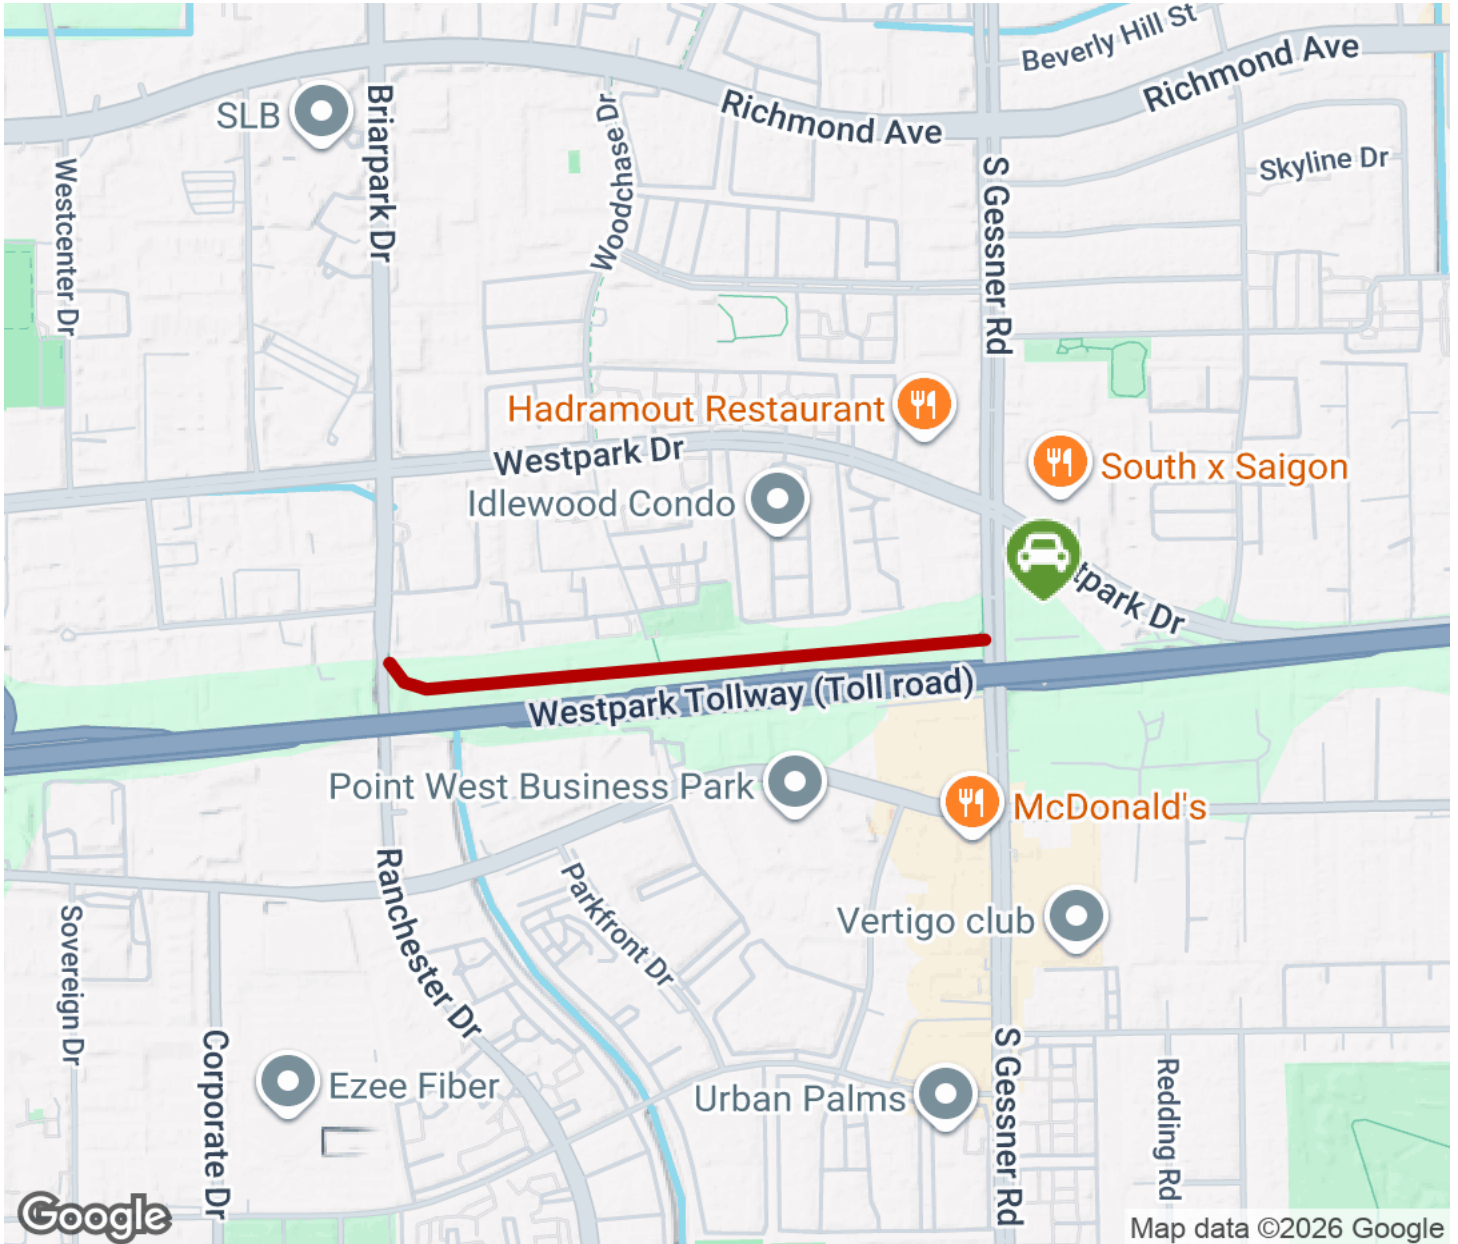 Beverly Hill St
Richmond Ave
Richmond Ave
SLB
Briarpark Dr
Woodchase Dr
Westcenter Dr
S Gessner Rd
Skyline Dr
Hadramout Restaurant
Westpark Dr
South x Saigon
Idlewood Condo
tpark Dr
Westpark Tollway (Toll road)
Point West Business Park
McDonald's
Ranchester Dr
Parkfront Dr
Vertigo club
Sovereign Dr
Corporate Dr
Ezee Fiber
Urban Palms
S Gessner Rd
Redding Rd
Google
Map data ©2026 Google